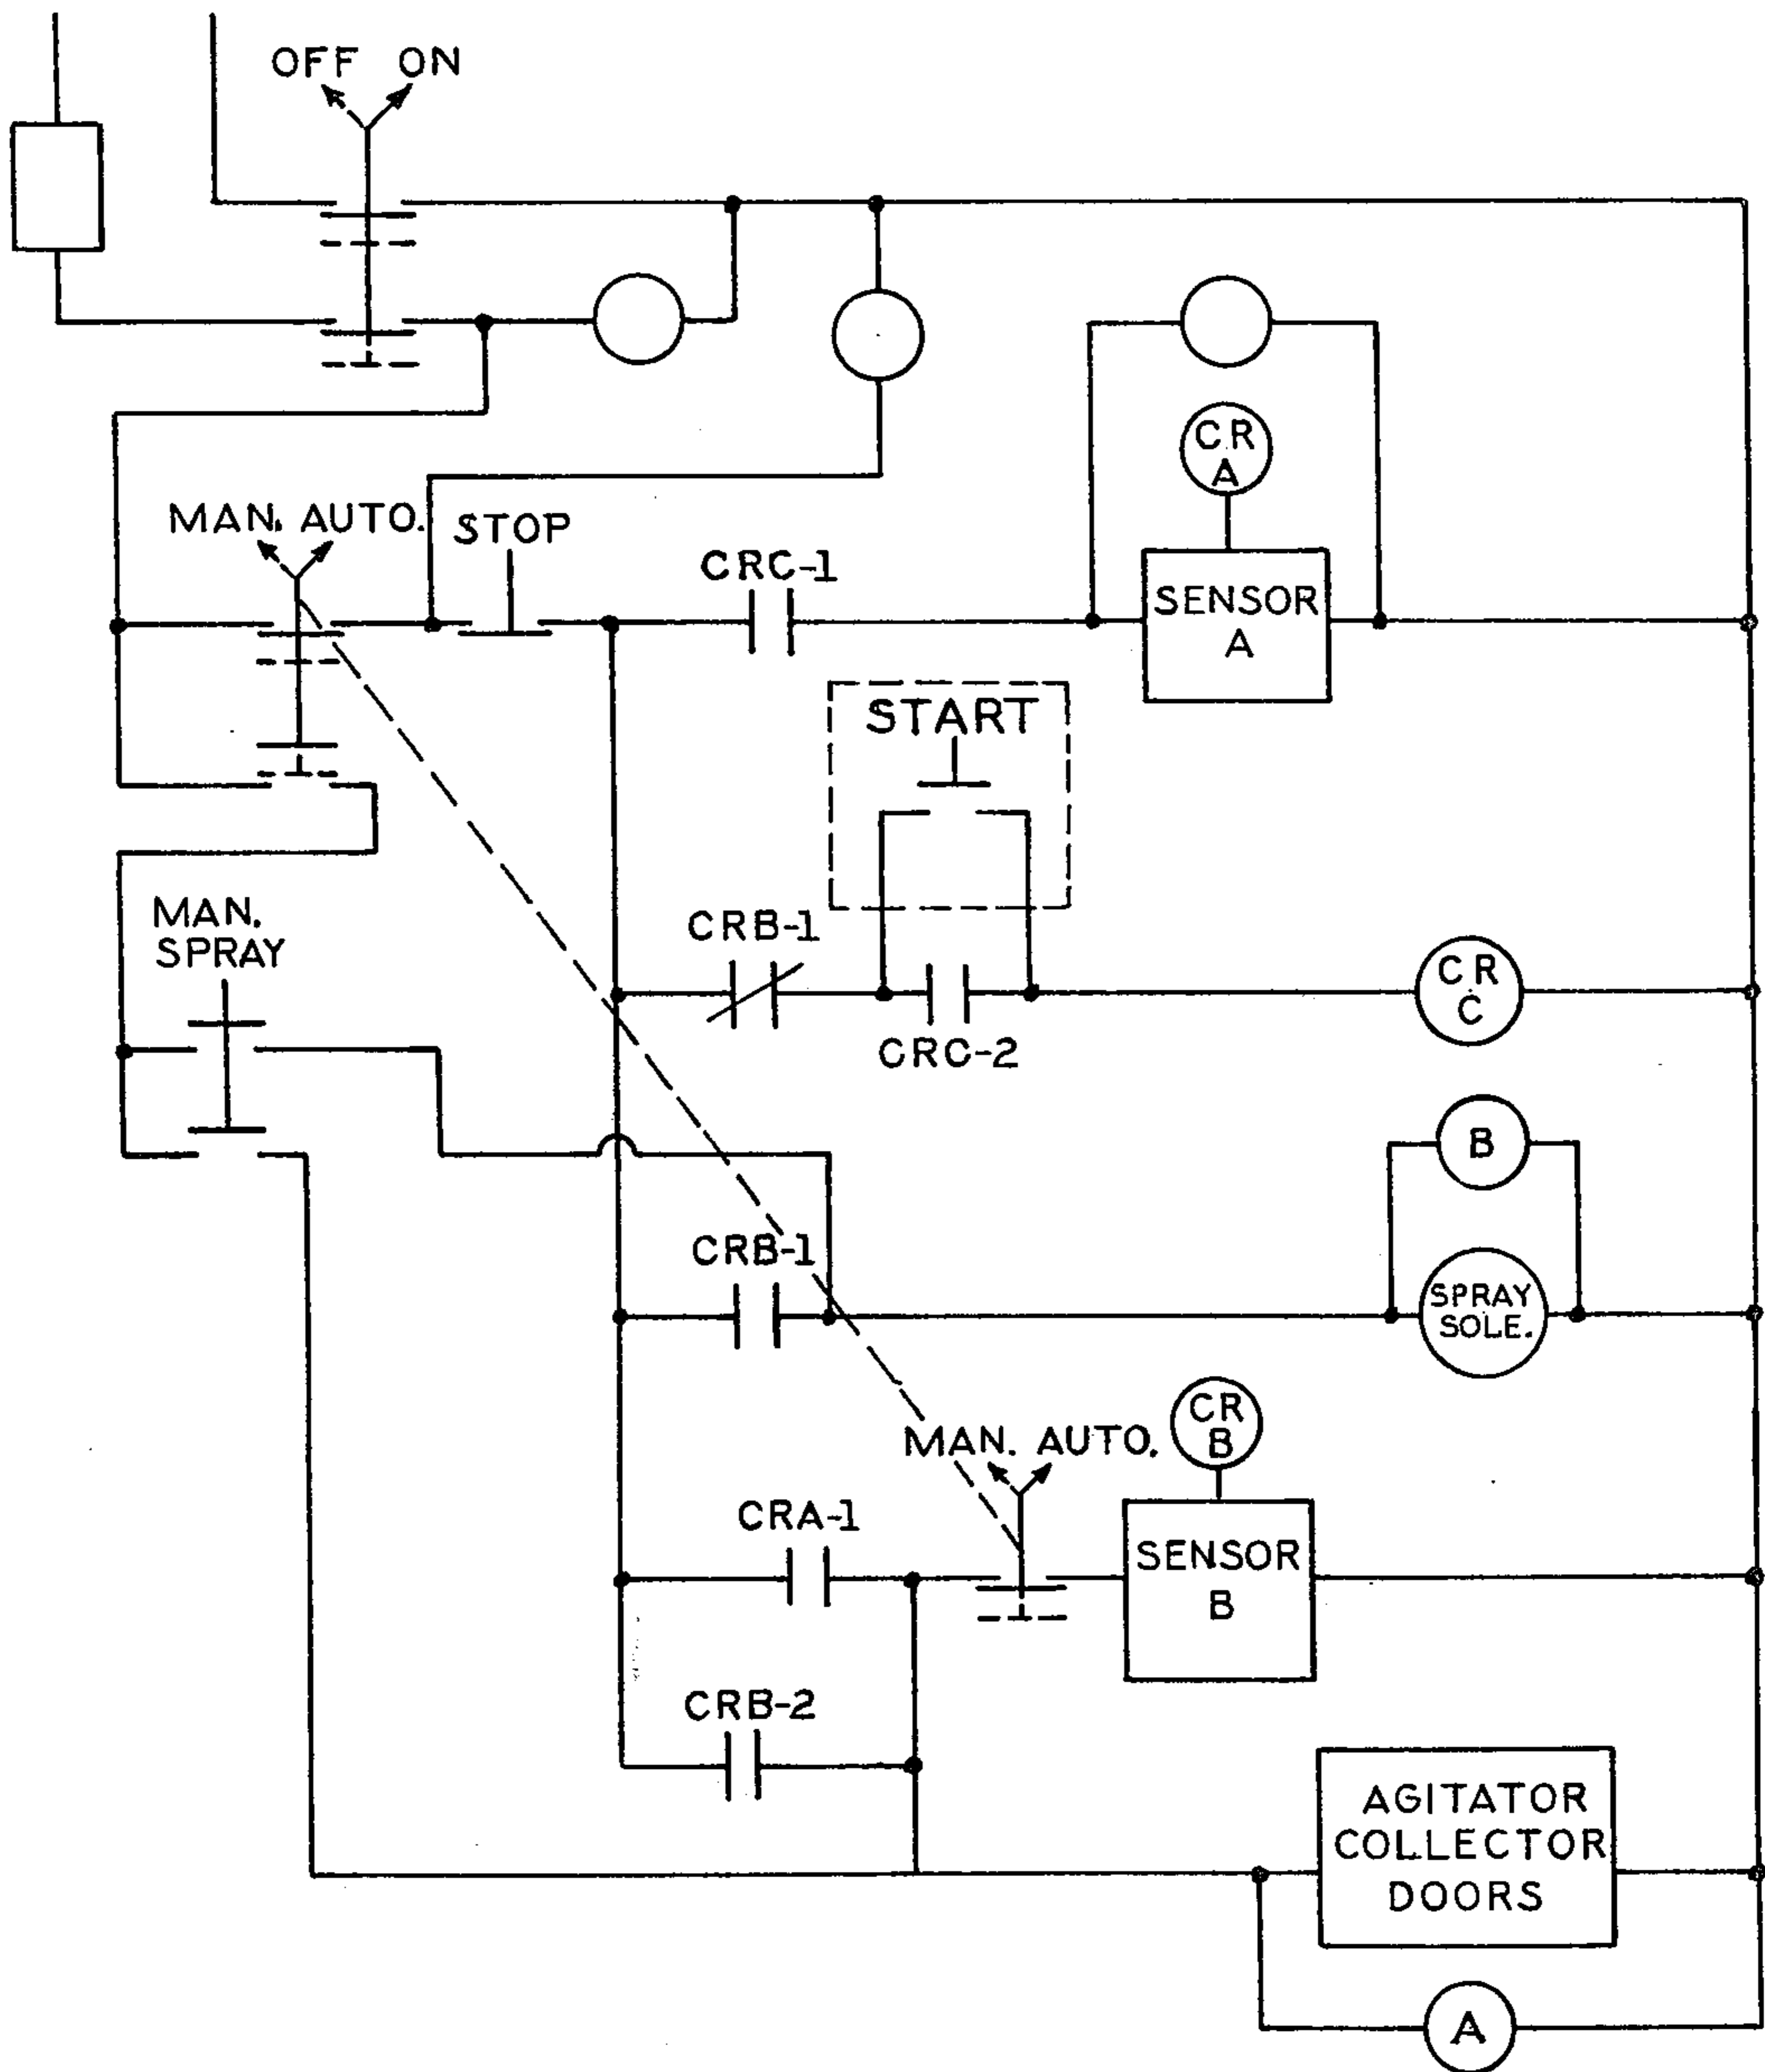 OFF ON
CR
A
MAN. AUTO.
STOP
CRC-1
SENSOR
A
START
MAN.
SPRAY
CRB-1
CR
C
CRC-2
B
CRB-1
SPRAY
SOLE.
CR
B
MAN. AUTO.
CRA-1
SENSOR
B
CRB-2
AGITATOR
COLLECTOR
DOORS
A